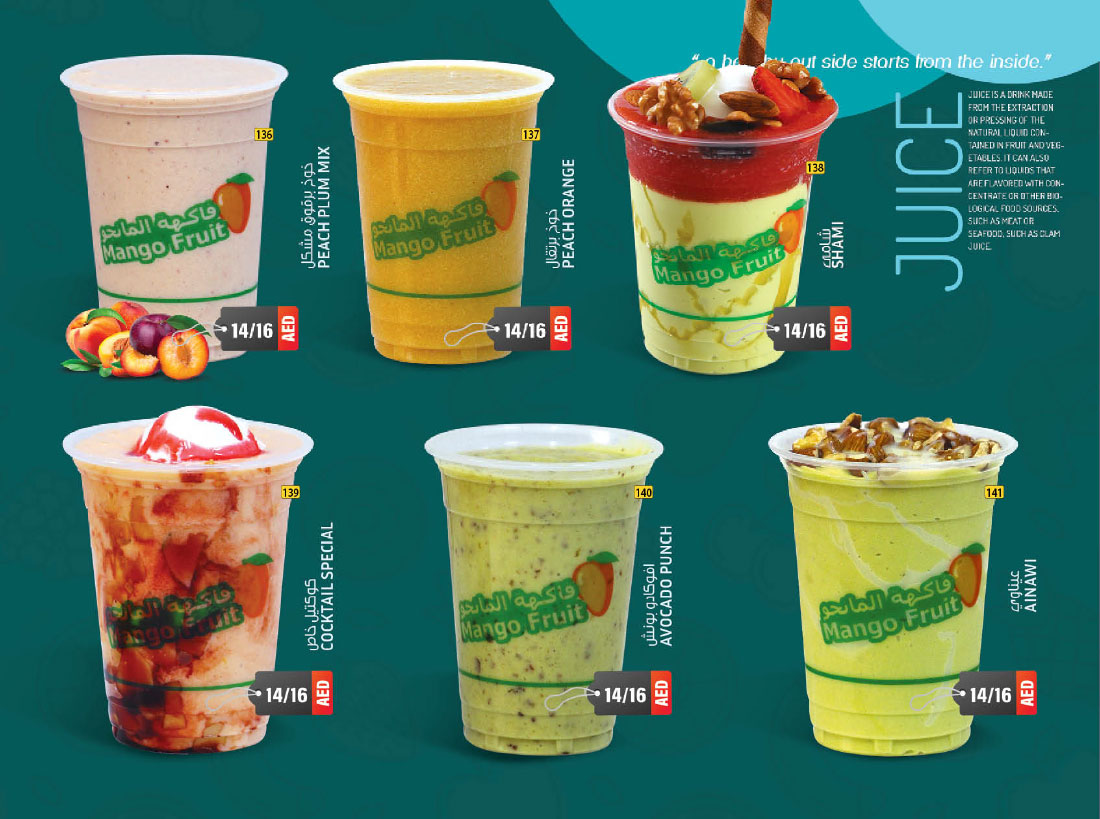 "to healthy out side starts from the inside."
JUICE
JUICE IS A DRINK MADE
FROM THE EXTRACTION
OR PRESSING OF THE
NATURAL LIQUID CON-
TAINED IN FRUIT AND VEG-
ETABLES. IT CAN ALSO
REFER TO LIQUIDS THAT
ARE FLAVORED WITH CON-
CENTRATE OR OTHER BIO-
LOGICAL FOOD SOURCES,
SUCH AS MEAT OR
SEAFOOD, SUCH AS CLAM
JUICE.
136
خوخ برقوق مشكل
PEACH PLUM MIX
فاكهة المانجو
Mango Fruit
14/16 AED
137
خوخ برتقال
PEACH ORANGE
فاكهة المانجو
Mango Fruit
14/16 AED
138
شامي
SHAMI
فاكهة المانجو
Mango Fruit
14/16 AED
139
كوكتيل خاص
COCKTAIL SPECIAL
فاكهة المانجو
Mango Fruit
14/16 AED
140
افوكادو بونش
AVOCADO PUNCH
فاكهة المانجو
Mango Fruit
14/16 AED
141
عيناوي
AINAWI
فاكهة المانجو
Mango Fruit
14/16 AED